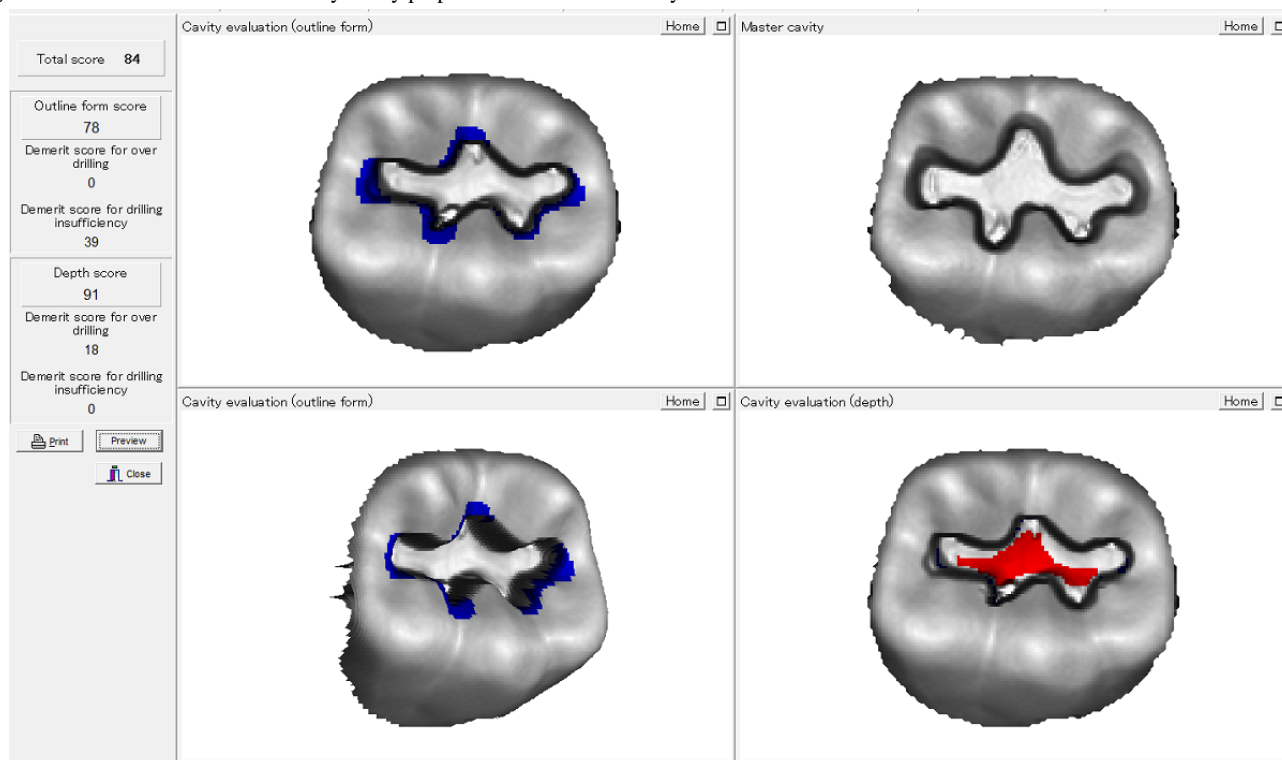 Total score 84
Outline form score
78
Demerit score for over
drilling
0
Demerit score for drilling
insufficiency
39
Depth score
91
Demerit score for over
drilling
18
Demerit score for drilling
insufficiency
0
Print Preview
Close
Cavity evaluation (outline form) Home
Master cavity Home
Cavity evaluation (outline form) Home
Cavity evaluation (depth) Home